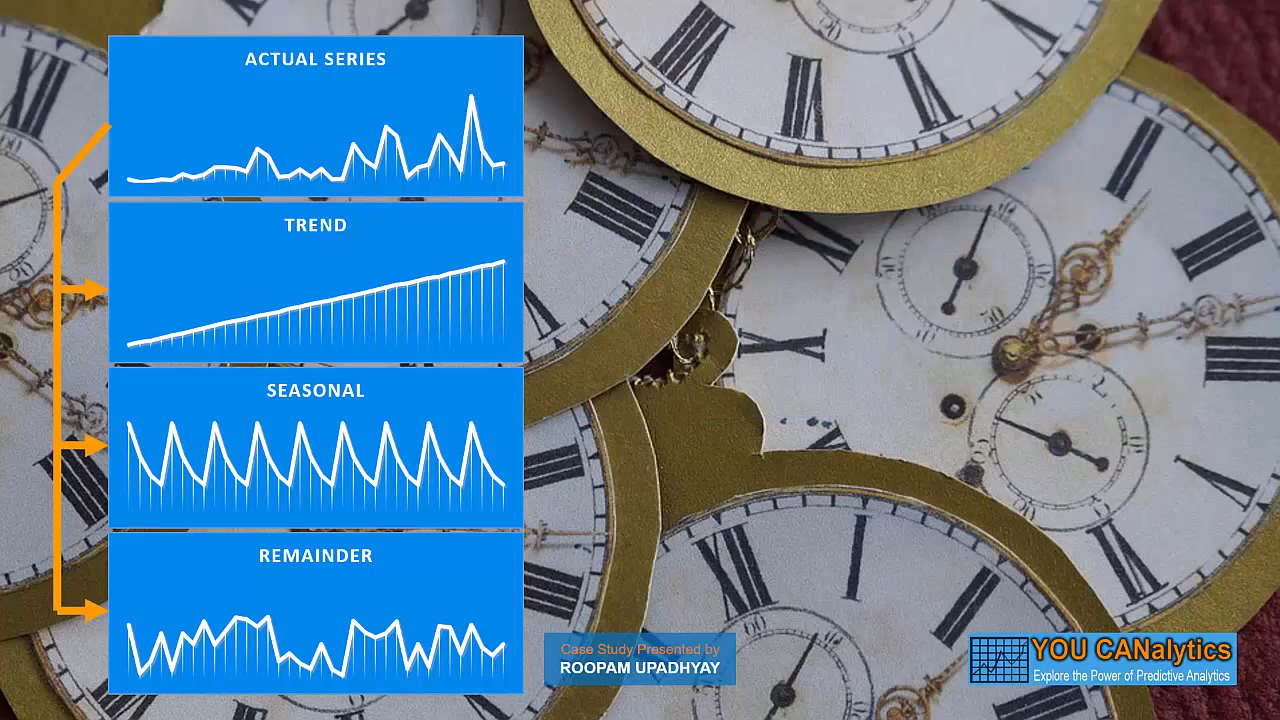 ACTUAL SERIES
TREND
SEASONAL
REMAINDER
Case Study Presented by
ROOPAM UPADHYAY
YOU CANalytics
Explore the Power of Predictive Analytics